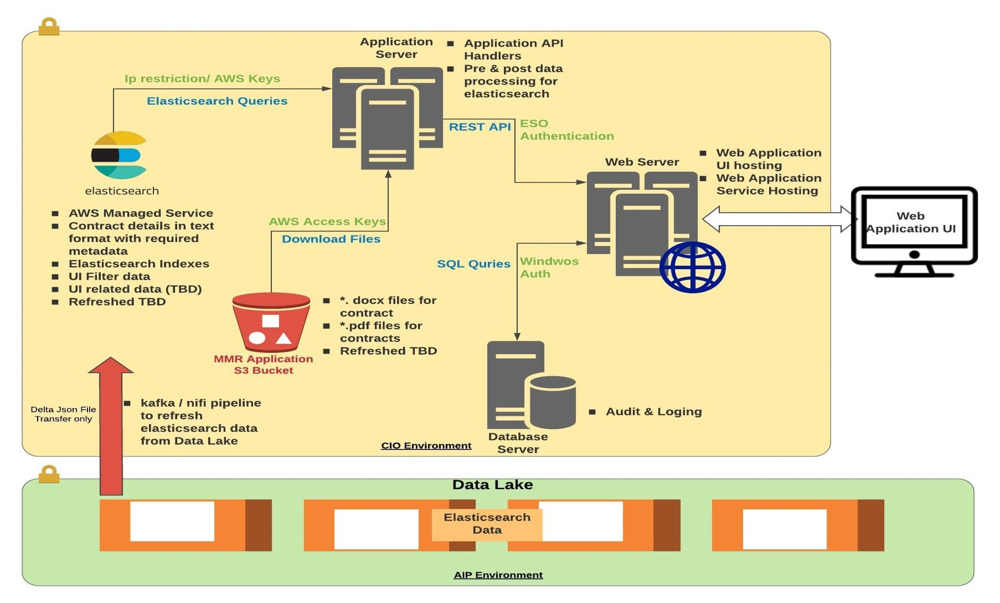 Application
Server
Application API
Handlers
Pre & post data
processing for
elasticsearch
Ip restriction/ AWS Keys
Elasticsearch Queries
REST API
ESO
Authentication
Web Server
Web Application
UI hosting
Web Application
Service Hosting
Web
Application UI
elasticsearch
AWS Managed Service
Contract details in text
format with required
metadata
Elasticsearch Indexes
UI Filter data
UI related data (TBD)
Refreshed TBD
AWS Access Keys
Download Files
SQL Quries
Windwos
Auth
*. docx files for
contract
*.pdf files for
contracts
Refreshed TBD
MMR Application
S3 Bucket
Delta Json File
Transfer only
kafka / nifi pipeline
to refresh
elasticsearch data
from Data Lake
Audit & Loging
Database
Server
CIO Environment
Data Lake
Elasticsearch
Data
AIP Environment